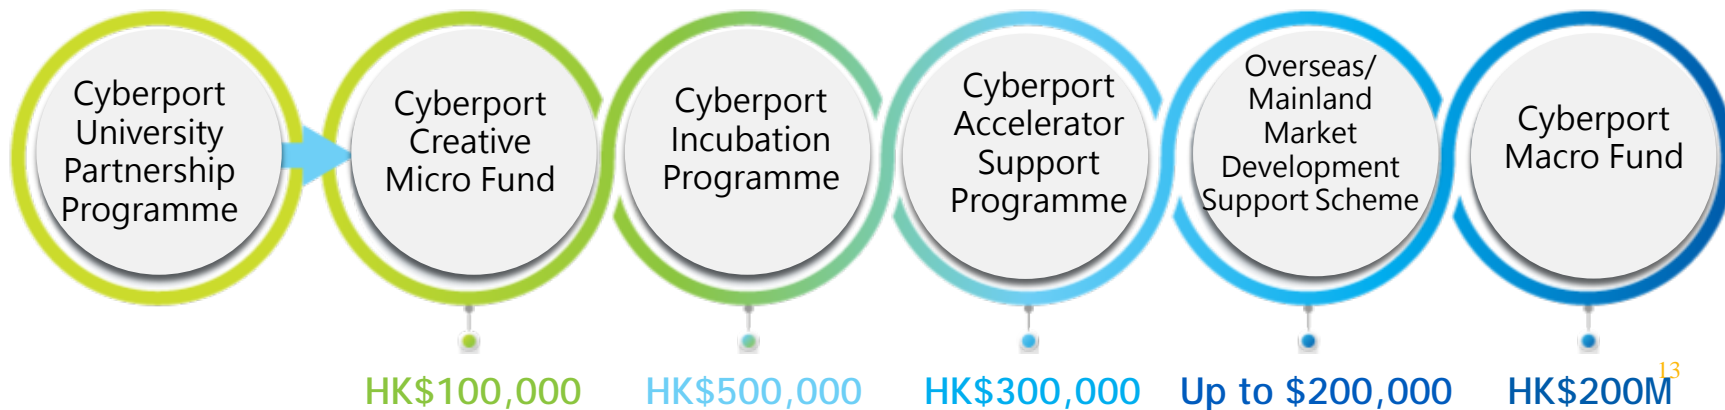 Cyberport
University
Partnership
Programme
Cyberport
Creative
Micro Fund
Cyberport
Incubation
Programme
Cyberport
Accelerator
Support
Programme
Overseas/
Mainland
Market
Development
Support Scheme
Cyberport
Macro Fund
HK$100,000
HK$500,000
HK$300,000
Up to $200,000
HK$200M
13